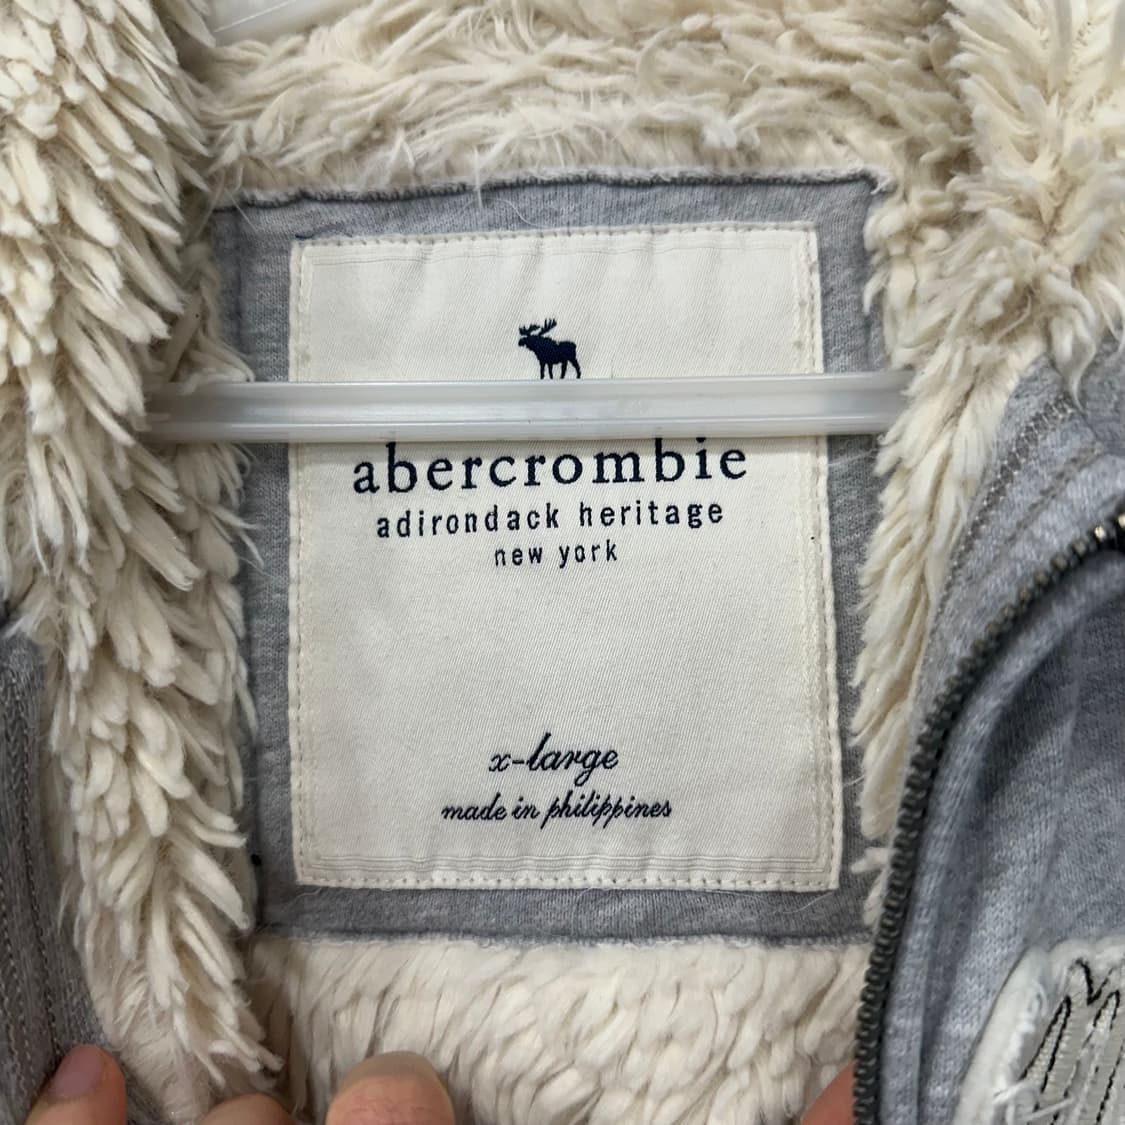 abercrombie
adirondack heritage
new york
x-large
made in philippines